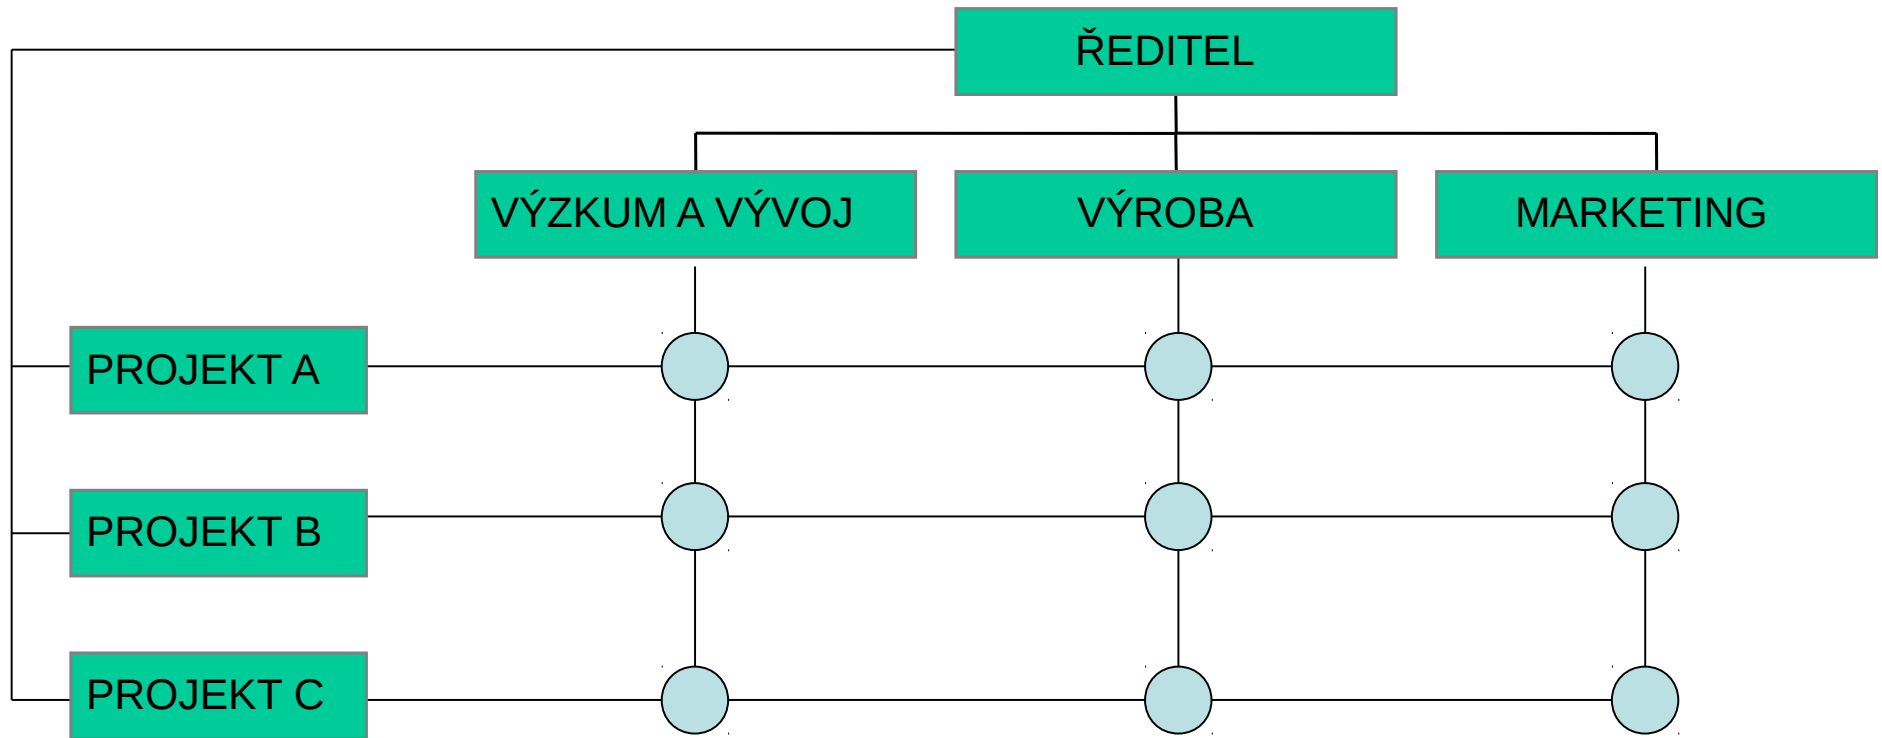 ŘEDITEL
VÝZKUM A VÝVOJ
VÝROBA
MARKETING
PROJEKT A
PROJEKT B
PROJEKT C